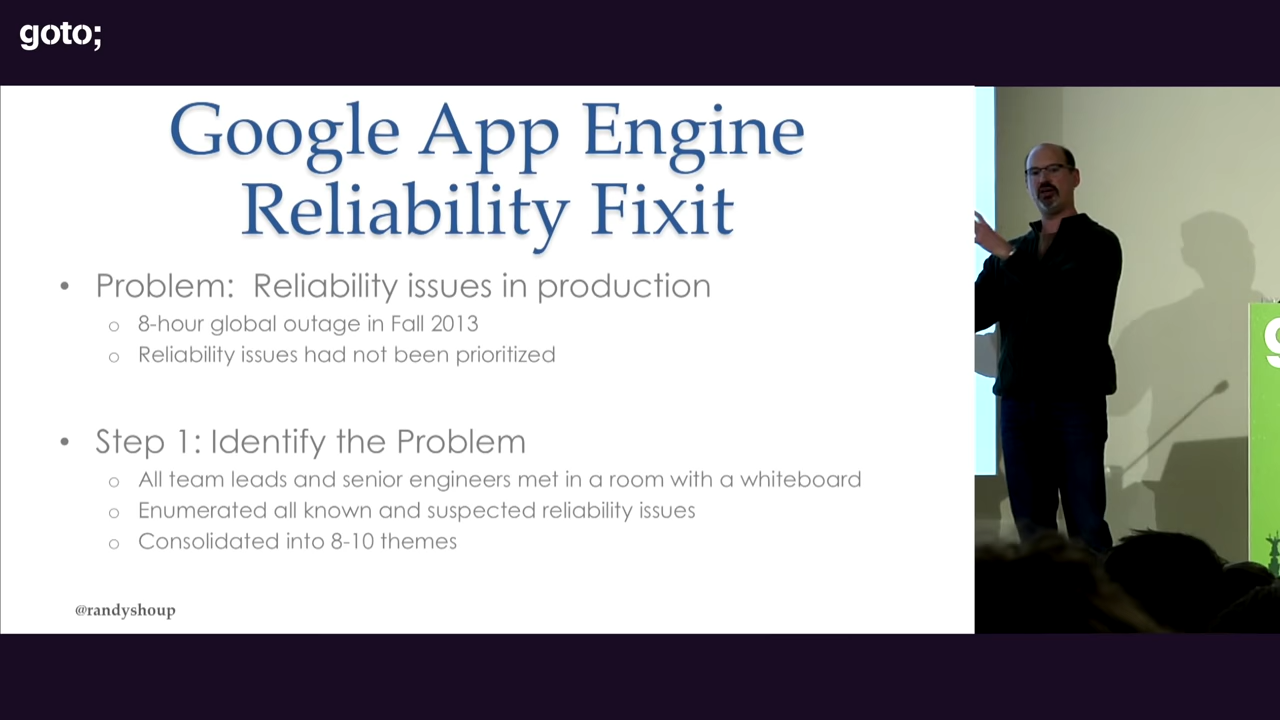 goto;
Google App Engine
Reliability Fixit
• Problem: Reliability issues in production
o 8-hour global outage in Fall 2013
o Reliability issues had not been prioritized
• Step 1: Identify the Problem
o All team leads and senior engineers met in a room with a whiteboard
o Enumerated all known and suspected reliability issues
o Consolidated into 8-10 themes
@randyshoup
g